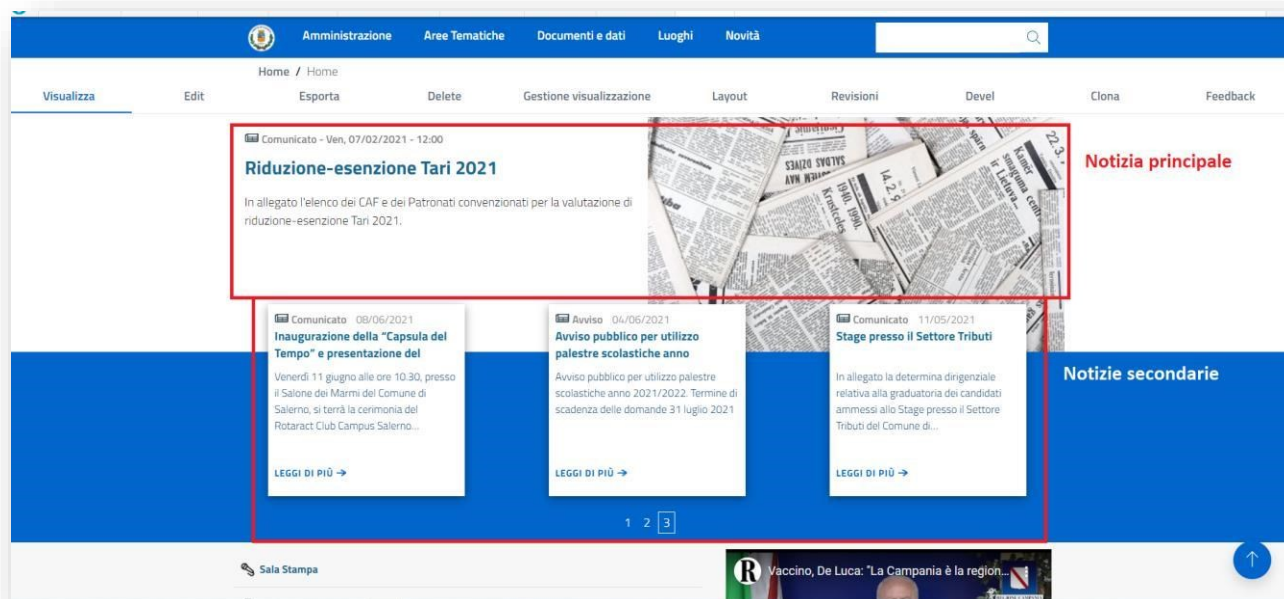 Amministrazione Aree Tematiche Documenti e dati Luoghi Novità
Home / Home
Visualizza Edit Esporta Delete Gestione visualizzazione Layout Revisioni Devel Clona Feedback
Comunicato - Ven, 07/02/2021 - 12:00
Riduzione-esenzione Tari 2021
In allegato l'elenco dei CAF e dei Patronati convenzionati per la valutazione di
riduzione-esenzione Tari 2021.
Notizia principale
Comunicato 08/06/2021
Inaugurazione della “Capsula del
Tempo” e presentazione del
Venerdì 11 giugno alle ore 10.30, presso
il Salone dei Marmi del Comune di
Salerno, si terrà la cerimonia del
Rotaract Club Campus Salerno...
LEGGI DI PIÙ →
Avviso 04/06/2021
Avviso pubblico per utilizzo
palestre scolastiche anno
Avviso pubblico per utilizzo palestre
scolastiche anno 2021/2022. Termine di
scadenza delle domande 31 luglio 2021
LEGGI DI PIÙ →
Comunicato 11/05/2021
Stage presso il Settore Tributi
In allegato la determina dirigenziale
relativa alla graduatoria dei candidati
ammessi allo Stage presso il Settore
Tributi del Comune di...
LEGGI DI PIÙ →
Notizie secondarie
1 2 3
Sala Stampa
R Vaccino, De Luca: "La Campania è la region...